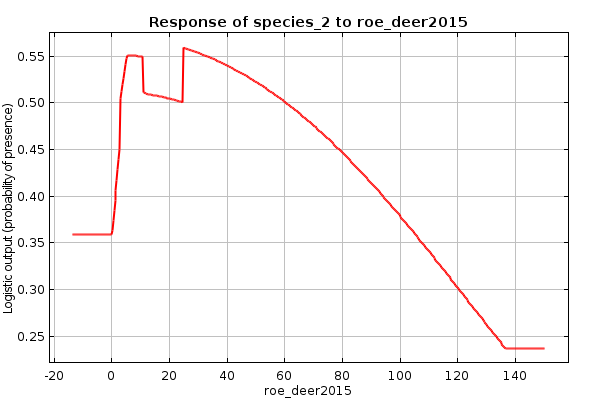 Response of species_2 to roe_deer2015
Logistic output (probability of presence)
0.55
0.50
0.45
0.40
0.35
0.30
0.25
-20 0 20 40 60 80 100 120 140
roe_deer2015